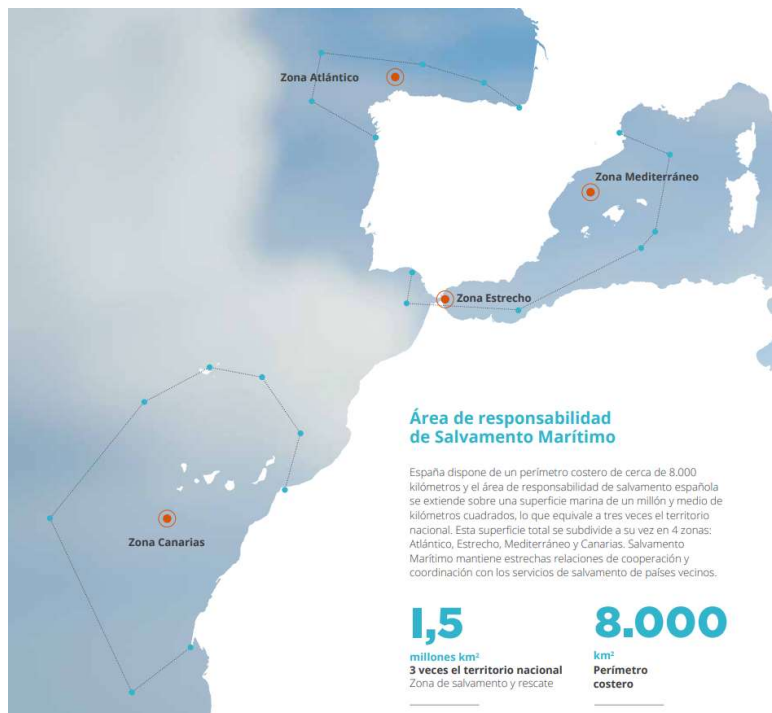 Zona Atlántico
Zona Mediterráneo
Zona Estrecho
Zona Canarias
Área de responsabilidad
de Salvamento Marítimo
España dispone de un perímetro costero de cerca de 8.000
kilómetros y el área de responsabilidad de salvamento española
se extiende sobre una superficie marina de un millón y medio de
kilómetros cuadrados, lo que equivale a tres veces el territorio
nacional. Esta superficie total se subdivide a su vez en 4 zonas:
Atlántico, Estrecho, Mediterráneo y Canarias. Salvamento
Marítimo mantiene estrechas relaciones de cooperación y
coordinación con los servicios de salvamento de países vecinos.
1,5
millones km²
3 veces el territorio nacional
Zona de salvamento y rescate
8.000
km²
Perímetro
costero